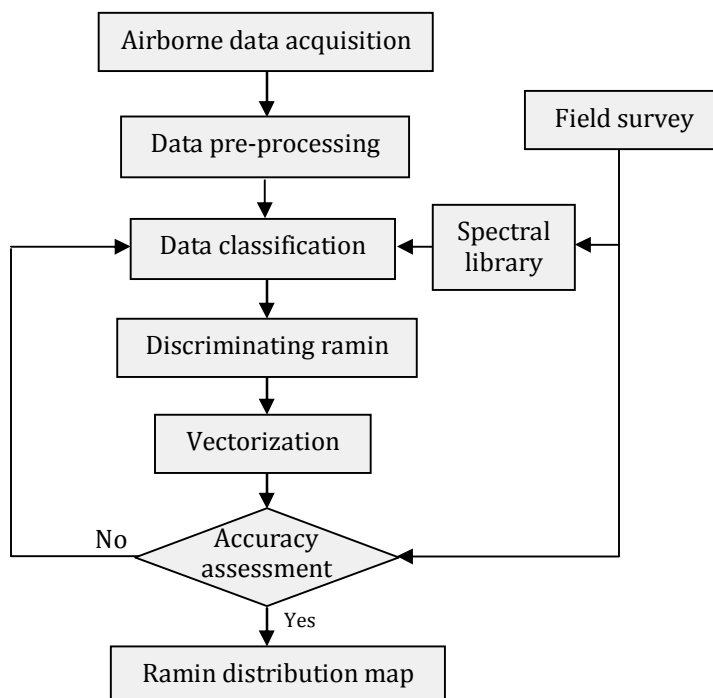 Airborne data acquisition
Field survey
Data pre-processing
Data classification
Spectral
library
Discriminating ramin
Vectorization
No
Accuracy
assessment
Yes
Ramin distribution map